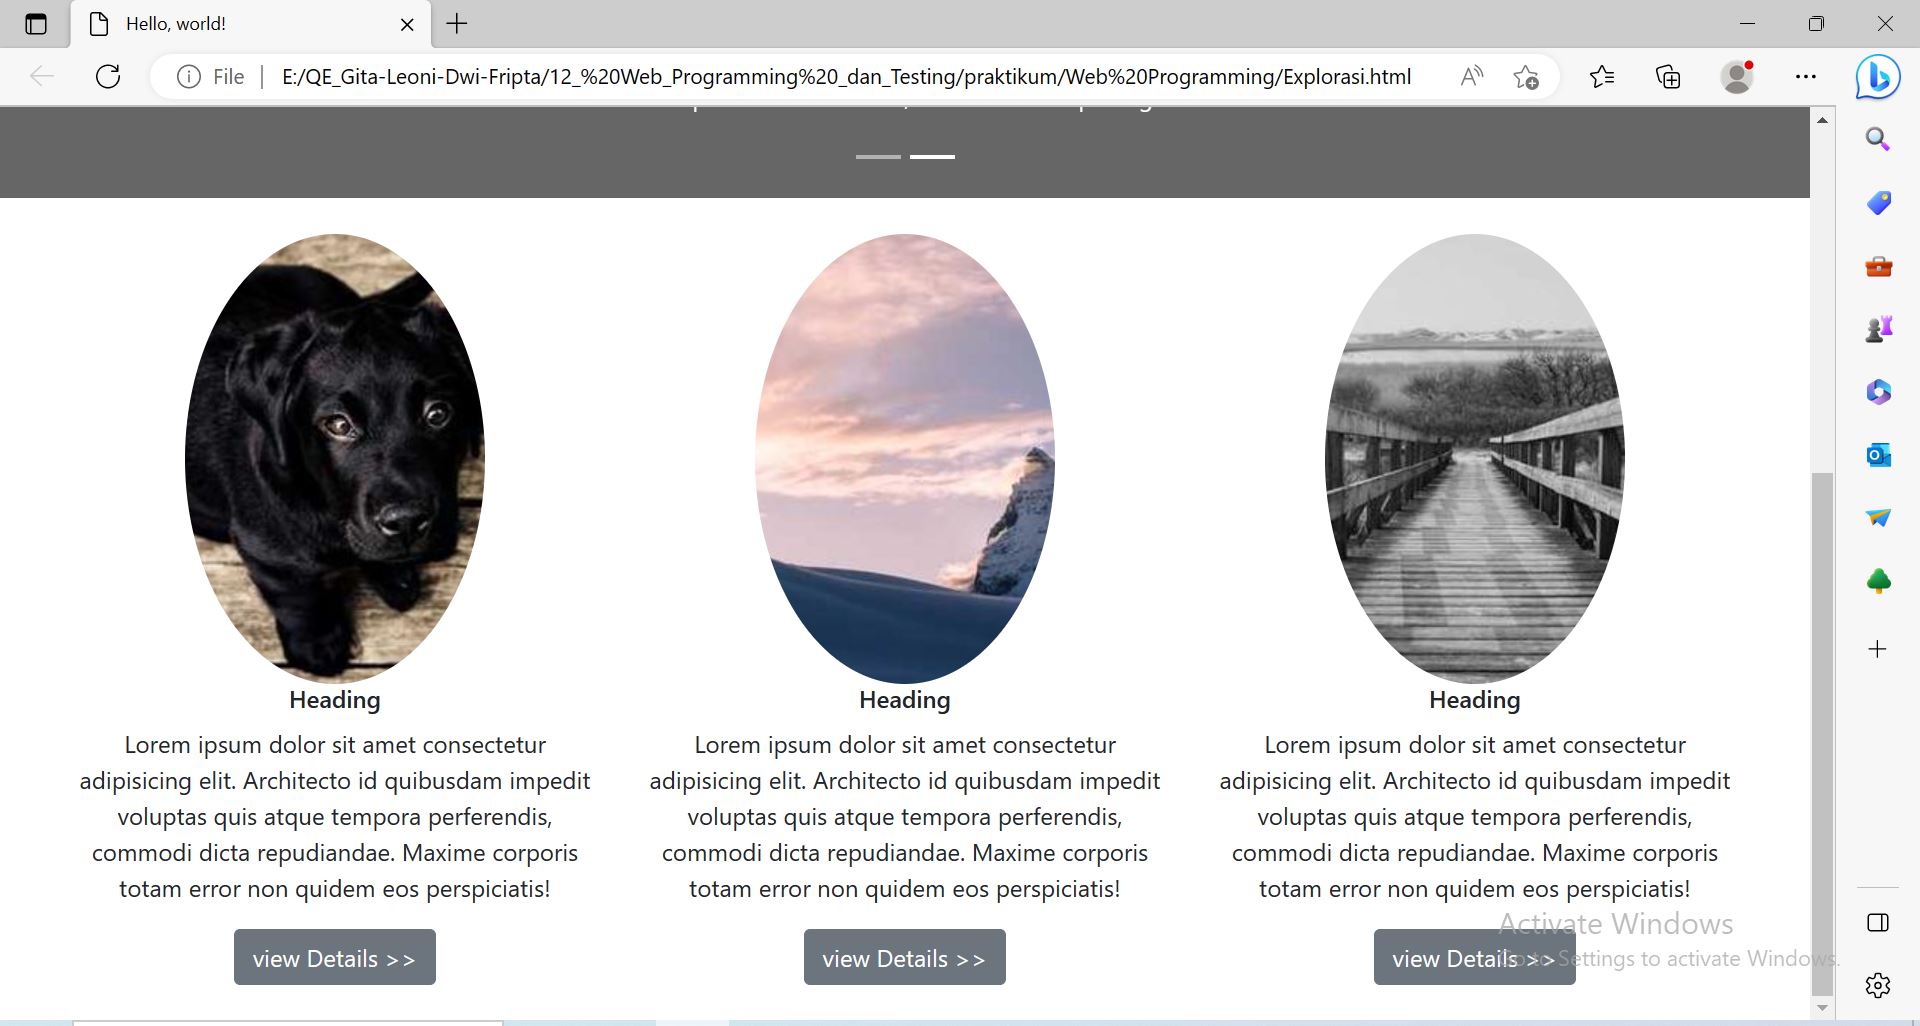 Hello, world!
File
E:/QE_Gita-Leoni-Dwi-Fripta/12_%20Web_Programming%20_dan_Testing/praktikum/Web%20Programming/Explorasi.html
Heading
Lorem ipsum dolor sit amet consectetur
adipisicing elit. Architecto id quibusdam impedit
voluptas quis atque tempora perferendis,
commodi dicta repudiandae. Maxime corporis
totam error non quidem eos perspiciatis!
view Details >>
Heading
Lorem ipsum dolor sit amet consectetur
adipisicing elit. Architecto id quibusdam impedit
voluptas quis atque tempora perferendis,
commodi dicta repudiandae. Maxime corporis
totam error non quidem eos perspiciatis!
view Details >>
Heading
Lorem ipsum dolor sit amet consectetur
adipisicing elit. Architecto id quibusdam impedit
voluptas quis atque tempora perferendis,
commodi dicta repudiandae. Maxime corporis
totam error non quidem eos perspiciatis!
view Details >>
Activate Windows
Go to Settings to activate Windows.